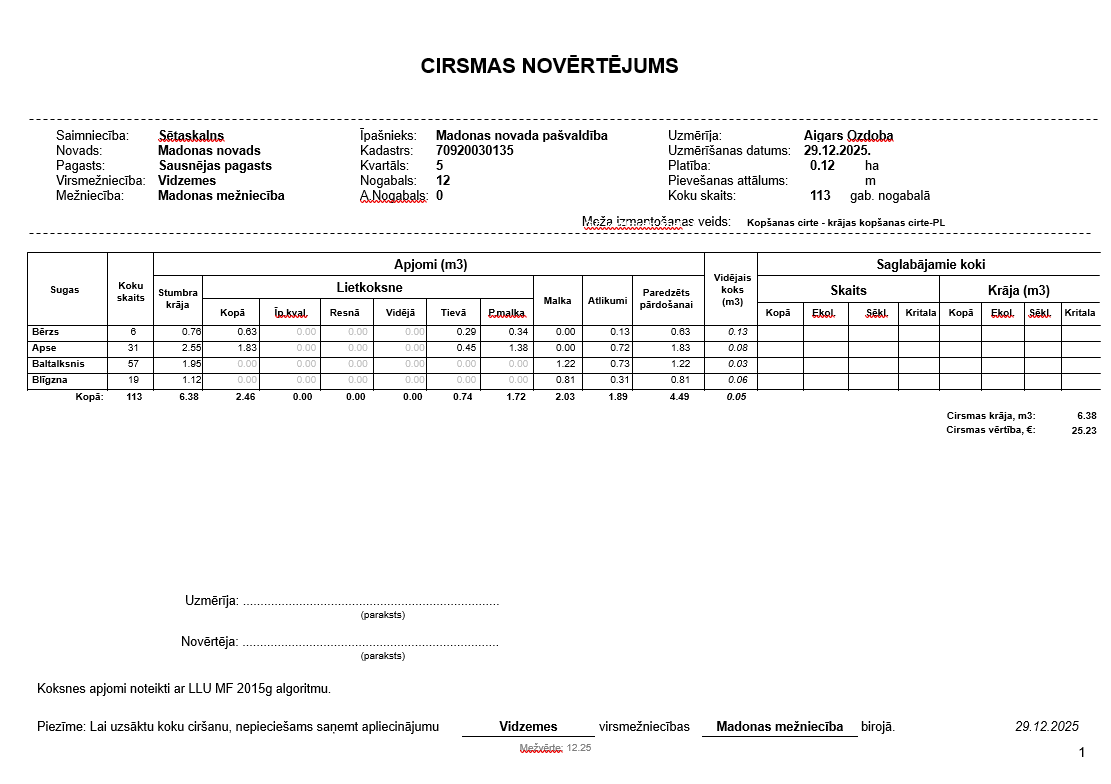 CIRSMAS NOVĒRTĒJUMS
Saimniecība: Sētaskalns Īpašnieks: Madonas novada pašvaldība Uzmērīja: Aigars Ozdoba
Novads: Madonas novads Kadastrs: 70920030135 Uzmērīšanas datums: 29.12.2025.
Pagasts: Sausnējas pagasts Kvartāls: 5 Platība: 0.12 ha
Virsmežniecība: Vidzemes Nogabals: 12 Pievešanas attālums: m
Mežniecība: Madonas mežniecība A.Nogabals: 0 Koku skaits: 113 gab. nogabalā
Meža izmantošanas veids: Kopšanas cirte - krājas kopšanas cirte-PL
Sugas Koku skaits Apjomi (m3) Vidējais koks (m3) Saglabājamie koki
Stumbra krāja Lietkoksne Malka Atlikumi Paredzēts pārdošanai Skaits Krāja (m3)
Kopā Īp.kval. Resnā Vidējā Tievā P.malka Kopā Ekol. Sēkl. Kritala Kopā Ekol. Sēkl. Kritala
Bērzs 6 0.76 0.63 0.00 0.00 0.00 0.29 0.34 0.00 0.13 0.63 0.13
Apse 31 2.55 1.83 0.00 0.00 0.00 0.45 1.38 0.00 0.72 1.83 0.08
Baltalksnis 57 1.95 0.00 0.00 0.00 0.00 0.00 0.00 1.22 0.73 1.22 0.03
Blīgzna 19 1.12 0.00 0.00 0.00 0.00 0.00 0.00 0.81 0.31 0.81 0.06
Kopā: 113 6.38 2.46 0.00 0.00 0.00 0.74 1.72 2.03 1.89 4.49 0.05
Cirsmas krāja, m3: 6.38
Cirsmas vērtība, €: 25.23
Uzmērīja: ..........................................................................
(paraksts)
Novērtēja: ..........................................................................
(paraksts)
Koksnes apjomi noteikti ar LLU MF 2015g algoritmu.
Piezīme: Lai uzsāktu koku ciršanu, nepieciešams saņemt apliecinājumu Vidzemes virsmežniecības Madonas mežniecība birojā. 29.12.2025
Mežvērte: 12.25
1